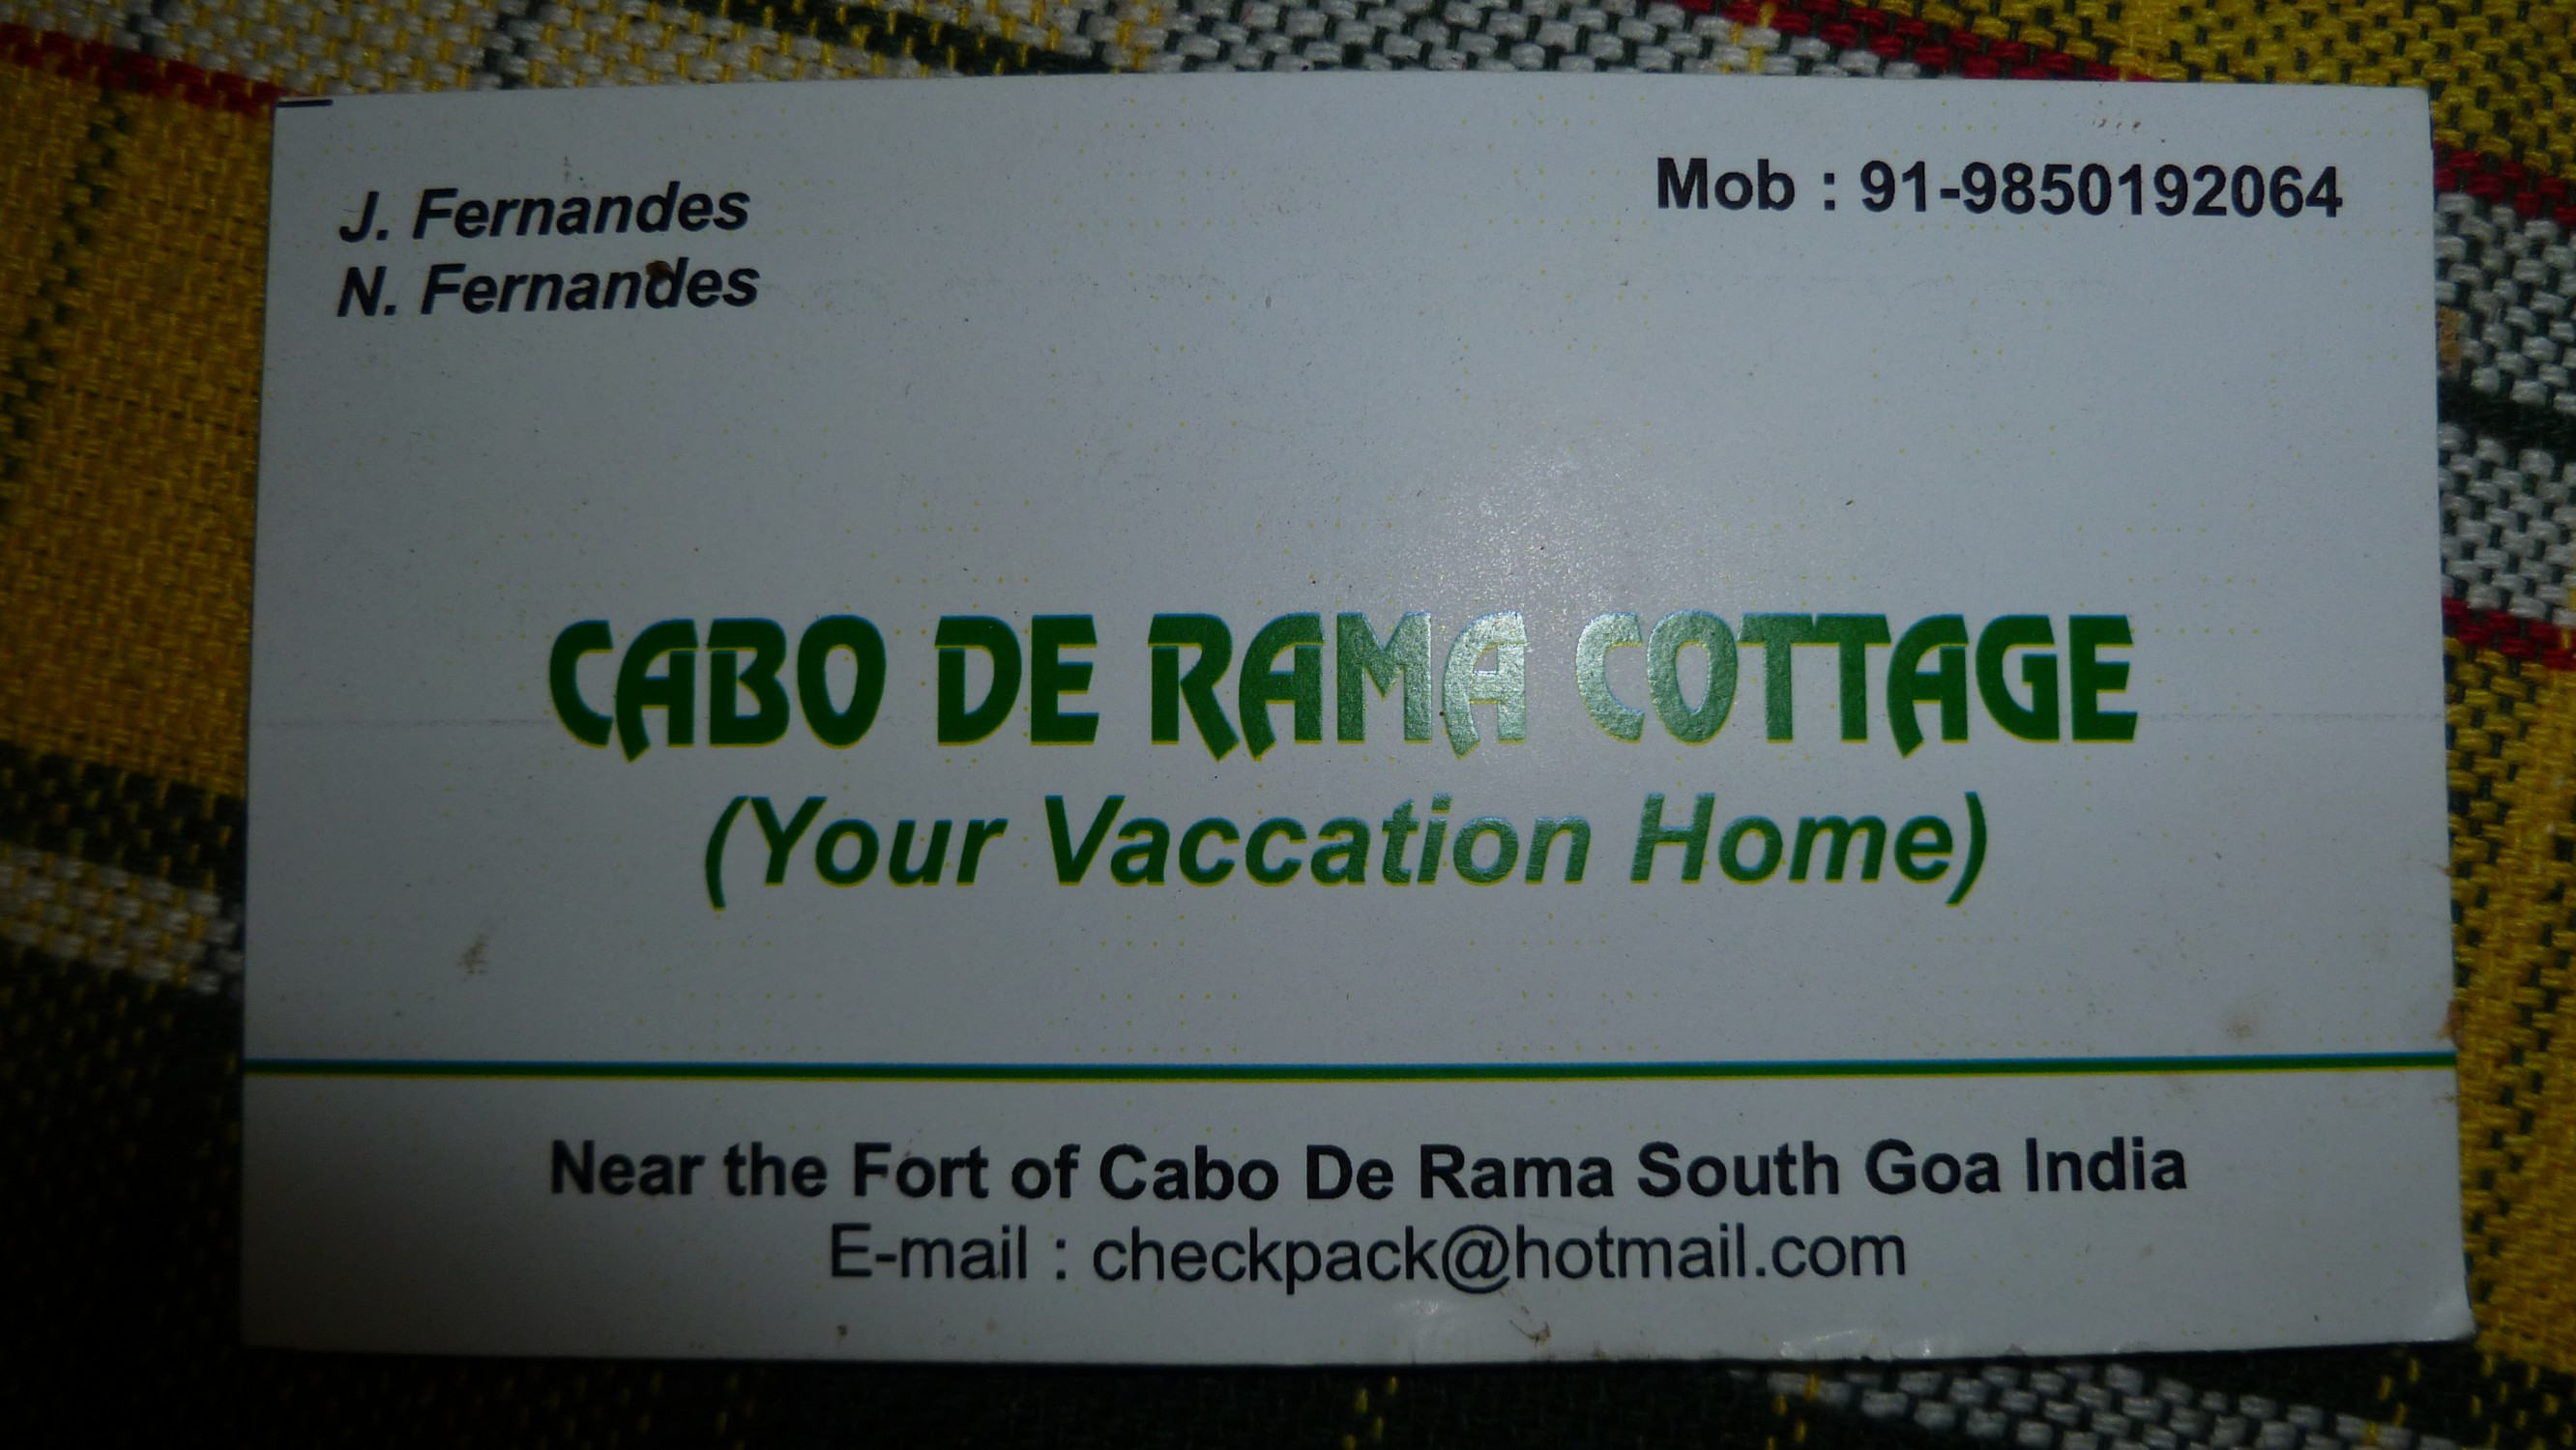 J. Fernandes
N. Fernandes
Mob : 91-9850192064
CABO DE RAMA COTTAGE
(Your Vaccation Home)
Near the Fort of Cabo De Rama South Goa India
E-mail : checkpack@hotmail.com